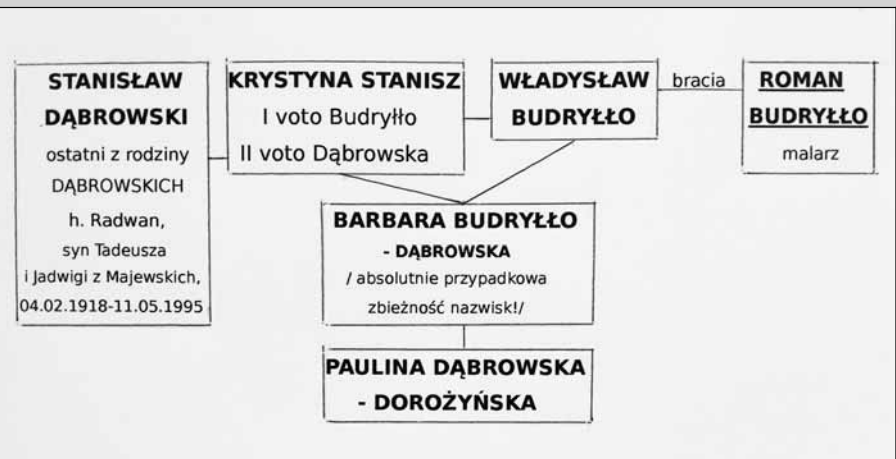 STANISŁAW
DĄBROWSKI
ostatni z rodziny
DĄBROWSKICH
h. Radwan,
syn Tadeusza
i Jadwigi z Majewskich,
04.02.1918-11.05.1995
KRYSTYNA STANISZ
I voto Budryłło
II voto Dąbrowska
WŁADYSŁAW
BUDRYŁŁO
bracia
ROMAN
BUDRYŁŁO
malarz
BARBARA BUDRYŁŁO
- DĄBROWSKA
/ absolutnie przypadkowa
zbieżność nazwisk!/
PAULINA DĄBROWSKA
- DOROŻYŃSKA